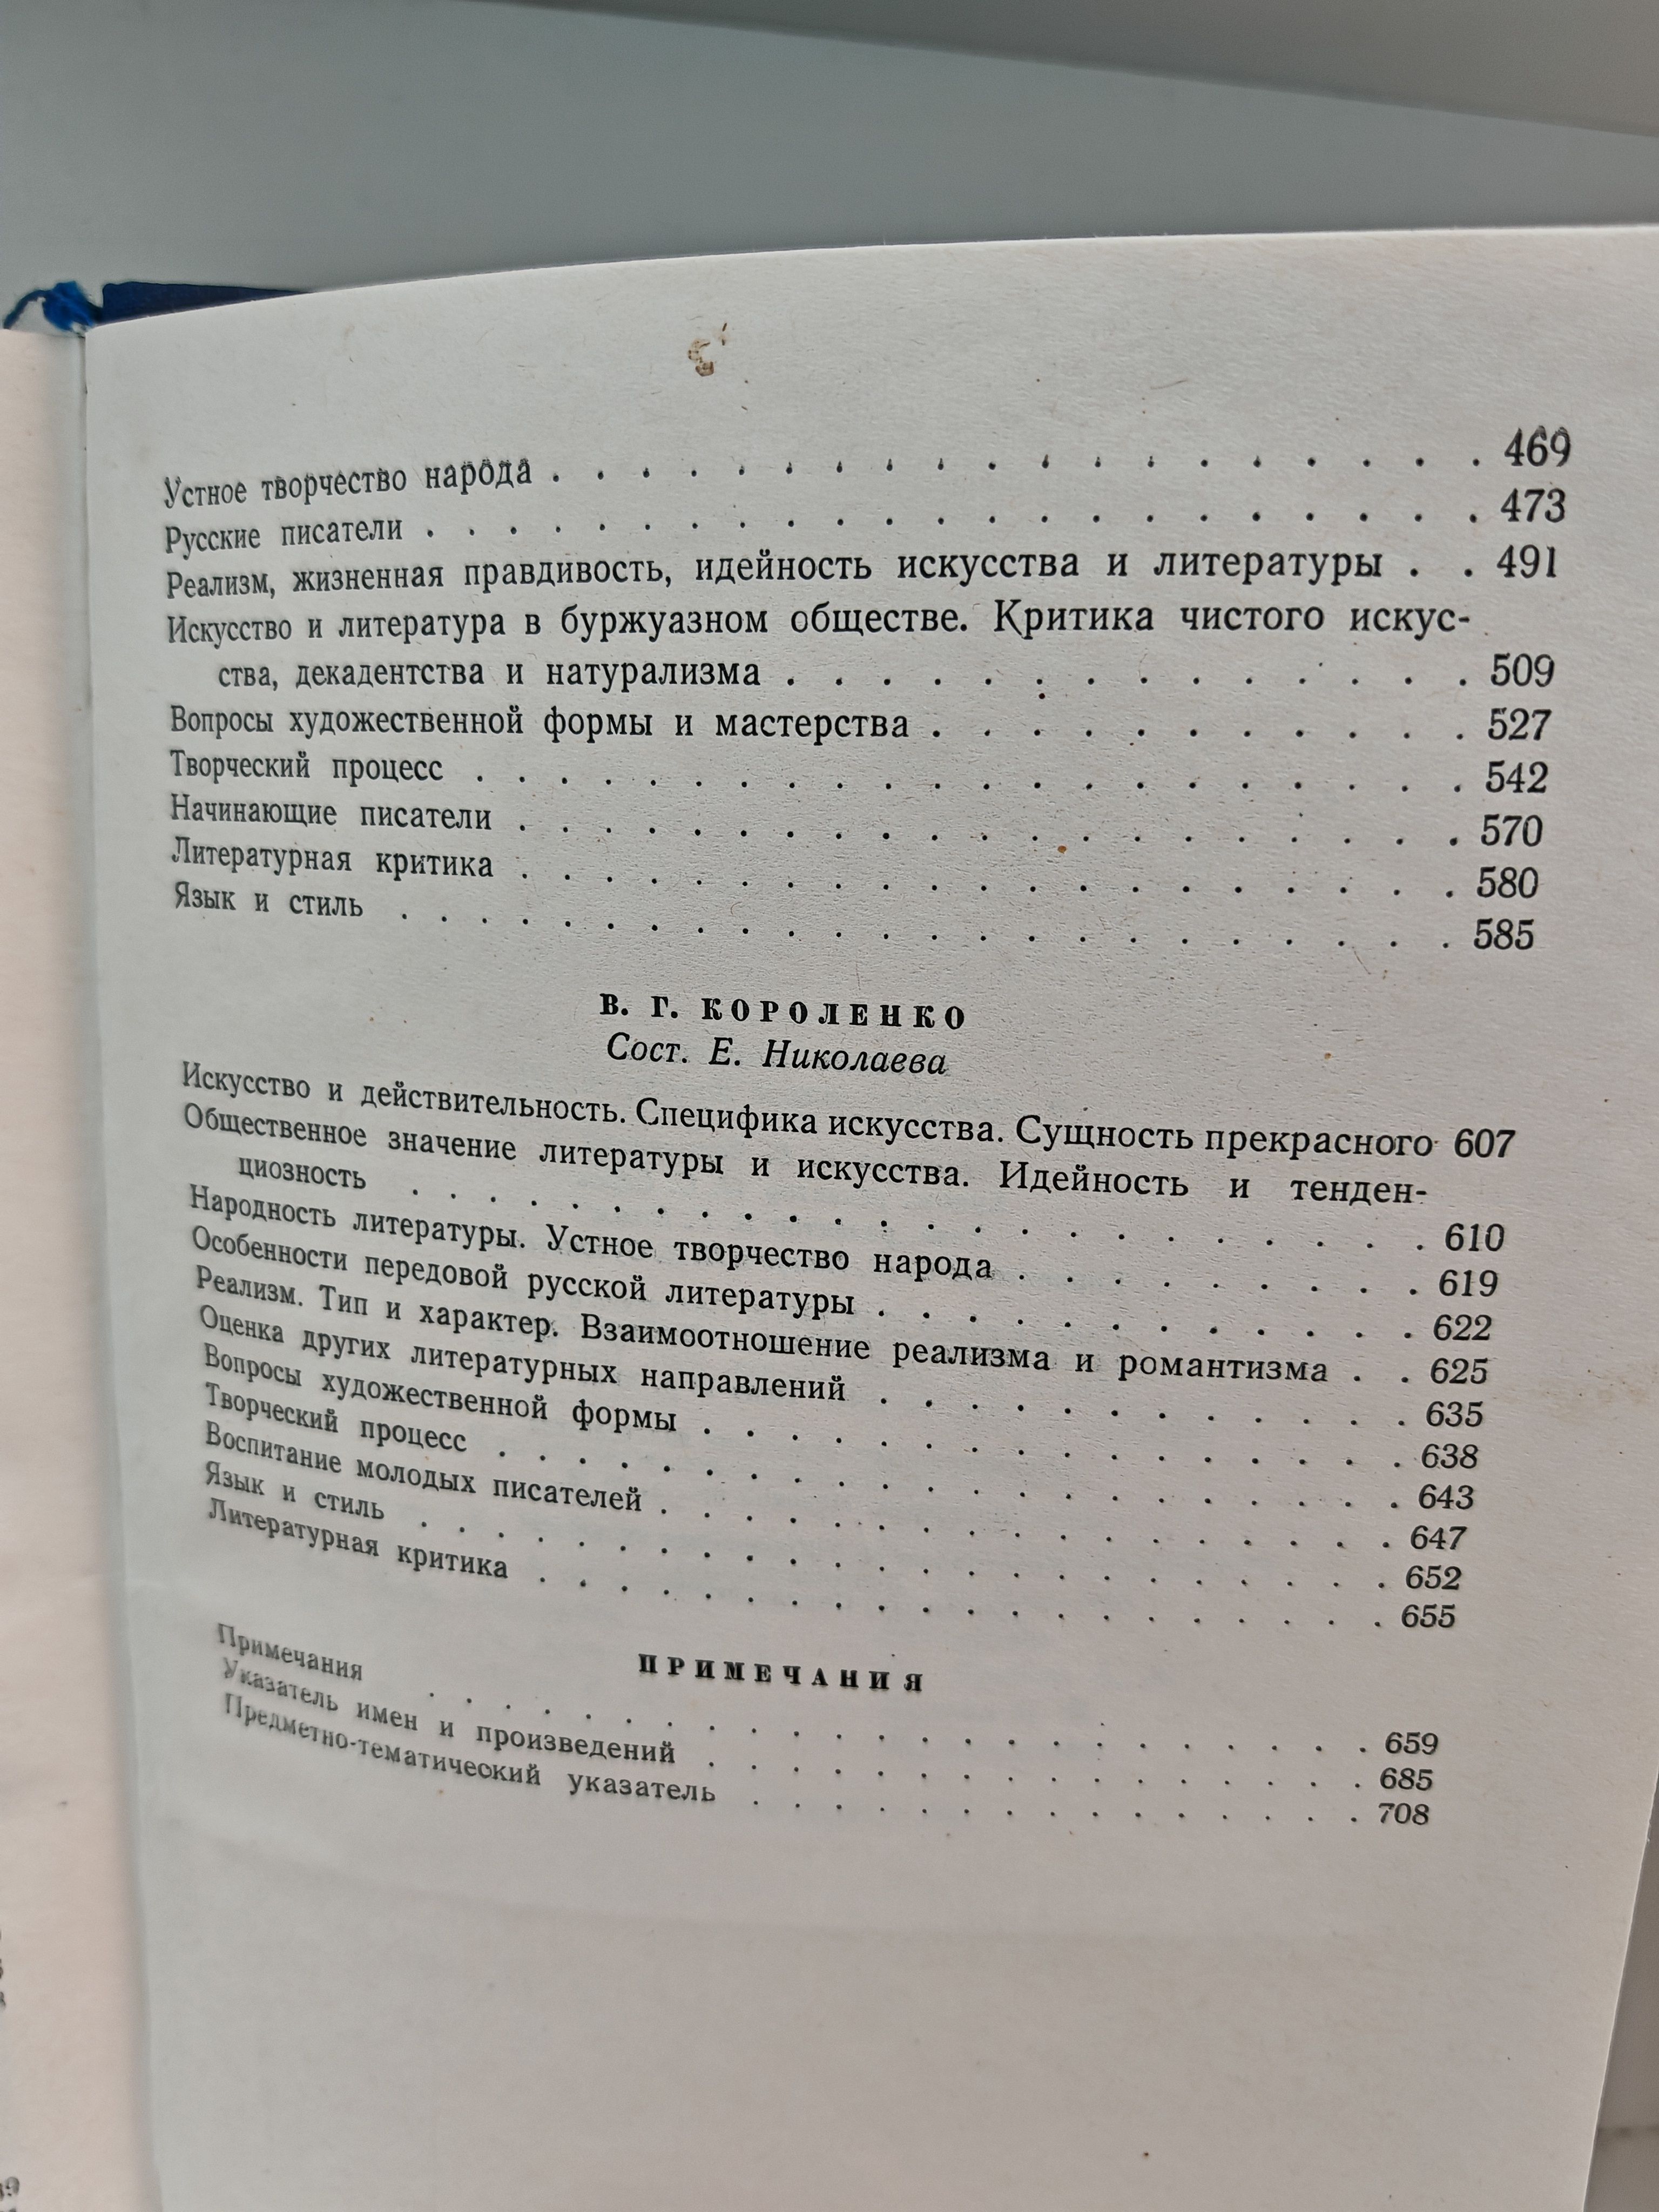 Устное творчество народа . . . . . . . . . . . . . . . . . . . 469
Русские писатели . . . . . . . . . . . . . . . . . . . . . 473
Реализм, жизненная правдивость, идейность искусства и литературы . . 491
Искусство и литература в буржуазном обществе. Критика чистого искус-
ства, декадентства и натурализма . . . . . . . . . . . . . . 509
Вопросы художественной формы и мастерства . . . . . . . . . . . 527
Творческий процесс . . . . . . . . . . . . . . . . . . . . . 542
Начинающие писатели . . . . . . . . . . . . . . . . . . . . 570
Литературная критика . . . . . . . . . . . . . . . . . . . . 580
Язык и стиль . . . . . . . . . . . . . . . . . . . . . . . 585
В. Г. КОРОЛЕНКО
Сост. Е. Николаева
Искусство и действительность. Специфика искусства. Сущность прекрасного 607
Общественное значение литературы и искусства. Идейность и тенден-
циозность . . . . . . . . . . . . . . . . . . . . . . . 610
Народность литературы. Устное творчество народа . . . . . . . . . 619
Особенности передовой русской литературы . . . . . . . . . . . . 622
Реализм. Тип и характер. Взаимоотношение реализма и романтизма . . 625
Оценка других литературных направлений . . . . . . . . . . . . 635
Вопросы художественной формы . . . . . . . . . . . . . . . . 638
Творческий процесс . . . . . . . . . . . . . . . . . . . . . 643
Воспитание молодых писателей . . . . . . . . . . . . . . . . . 647
Язык и стиль . . . . . . . . . . . . . . . . . . . . . . . 652
Литературная критика . . . . . . . . . . . . . . . . . . . . 655
ПРИМЕЧАНИЯ
Примечания . . . . . . . . . . . . . . . . . . . . . . . 659
Указатель имен и произведений . . . . . . . . . . . . . . . . 685
Предметно-тематический указатель . . . . . . . . . . . . . . . 708